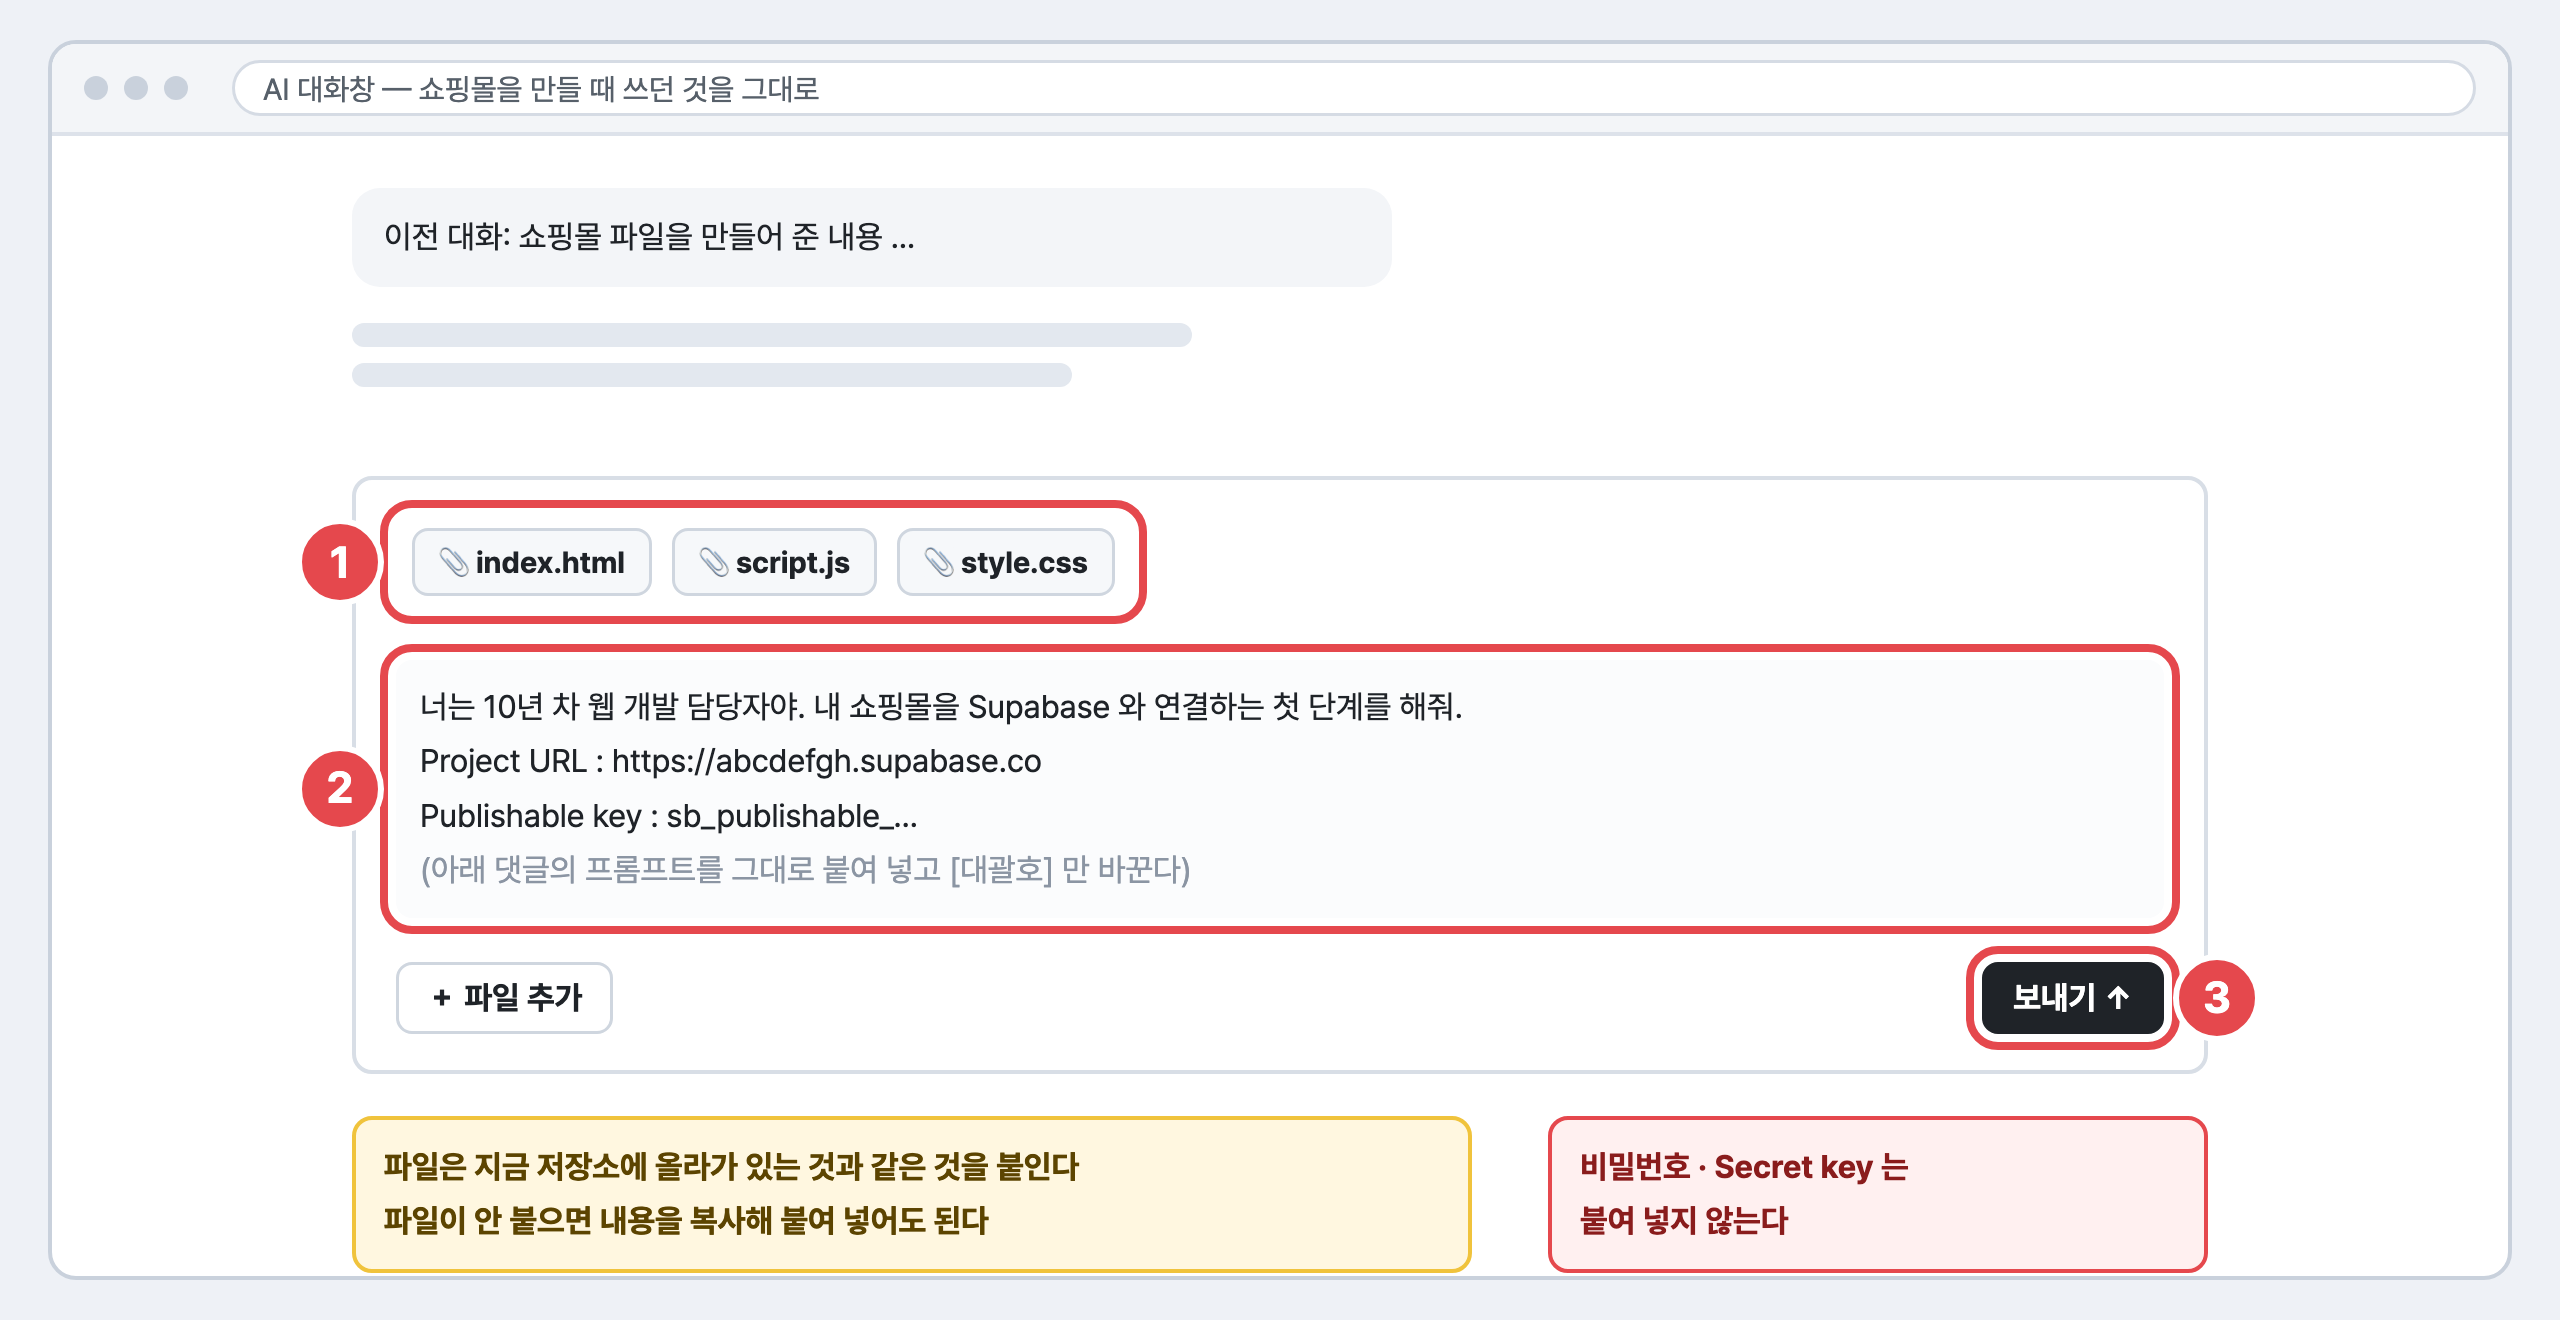 AI 대화창 — 쇼핑몰을 만들 때 쓰던 것을 그대로
이전 대화: 쇼핑몰 파일을 만들어 준 내용 ...
1
index.html
script.js
style.css
2
너는 10년 차 웹 개발 담당자야. 내 쇼핑몰을 Supabase 와 연결하는 첫 단계를 해줘.
Project URL : https://abcdefgh.supabase.co
Publishable key : sb_publishable_...
(아래 댓글의 프롬프트를 그대로 붙여 넣고 [대괄호] 만 바꾼다)
+ 파일 추가
보내기 ↑
3
파일은 지금 저장소에 올라가 있는 것과 같은 것을 붙인다
파일이 안 붙으면 내용을 복사해 붙여 넣어도 된다
비밀번호 · Secret key 는
붙여 넣지 않는다